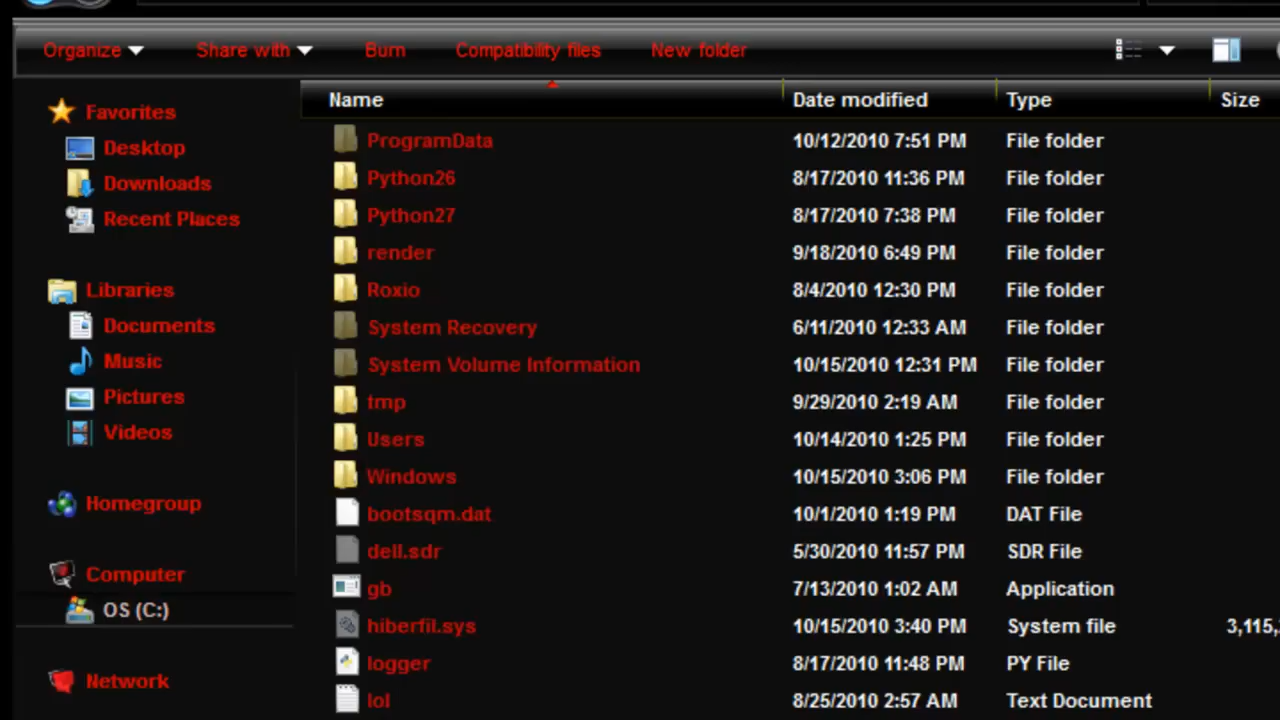 Organize Share with Burn Compatibility files New folder
Name Date modified Type Size
Favorites
Desktop
Downloads
Recent Places
Libraries
Documents
Music
Pictures
Videos
Homegroup
Computer
OS (C:)
Network
ProgramData 10/12/2010 7:51 PM File folder
Python26 8/17/2010 11:36 PM File folder
Python27 8/17/2010 7:38 PM File folder
render 9/18/2010 6:49 PM File folder
Roxio 8/4/2010 12:30 PM File folder
System Recovery 6/11/2010 12:33 AM File folder
System Volume Information 10/15/2010 12:31 PM File folder
tmp 9/29/2010 2:19 AM File folder
Users 10/14/2010 1:25 PM File folder
Windows 10/15/2010 3:06 PM File folder
bootsqm.dat 10/1/2010 1:19 PM DAT File
dell.sdr 5/30/2010 11:57 PM SDR File
gb 7/13/2010 1:02 AM Application
hiberfil.sys 10/15/2010 3:40 PM System file 3,115,
logger 8/17/2010 11:48 PM PY File
lol 8/25/2010 2:57 AM Text Document